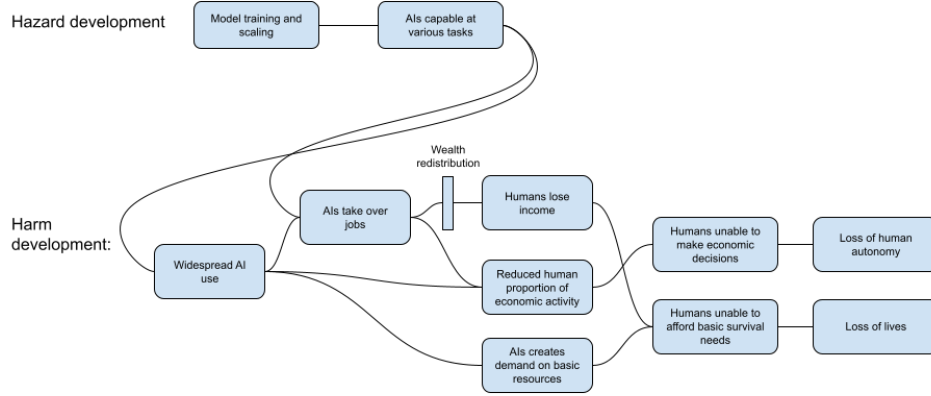 Hazard development
Model training and
scaling
AIs capable at
various tasks
Wealth
redistribution
Harm
development:
AIs take over
jobs
Humans lose
income
Widespread AI
use
Reduced human
proportion of
economic activity
AIs creates
demand on basic
resources
Humans unable to
make economic
decisions
Loss of human
autonomy
Humans unable to
afford basic survival
needs
Loss of lives